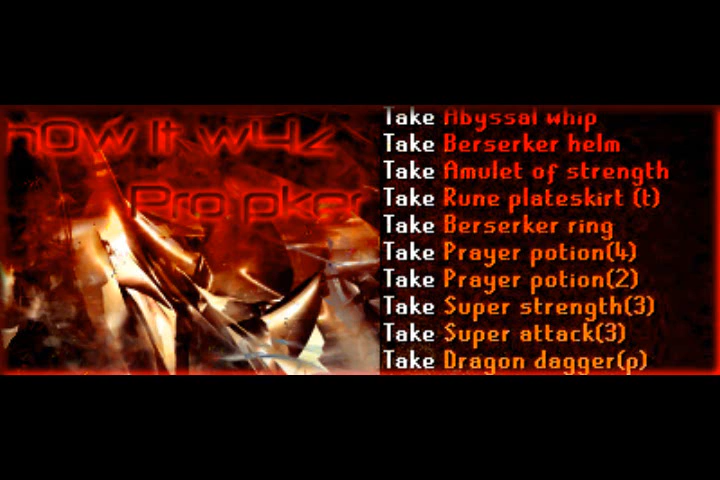 h0w It w42
Pro pker
Take Abyssal whip
Take Berserker helm
Take Amulet of strength
Take Rune plateskirt (t)
Take Berserker ring
Take Prayer potion(4)
Take Prayer potion(2)
Take Super strength(3)
Take Super attack(3)
Take Dragon dagger(p)